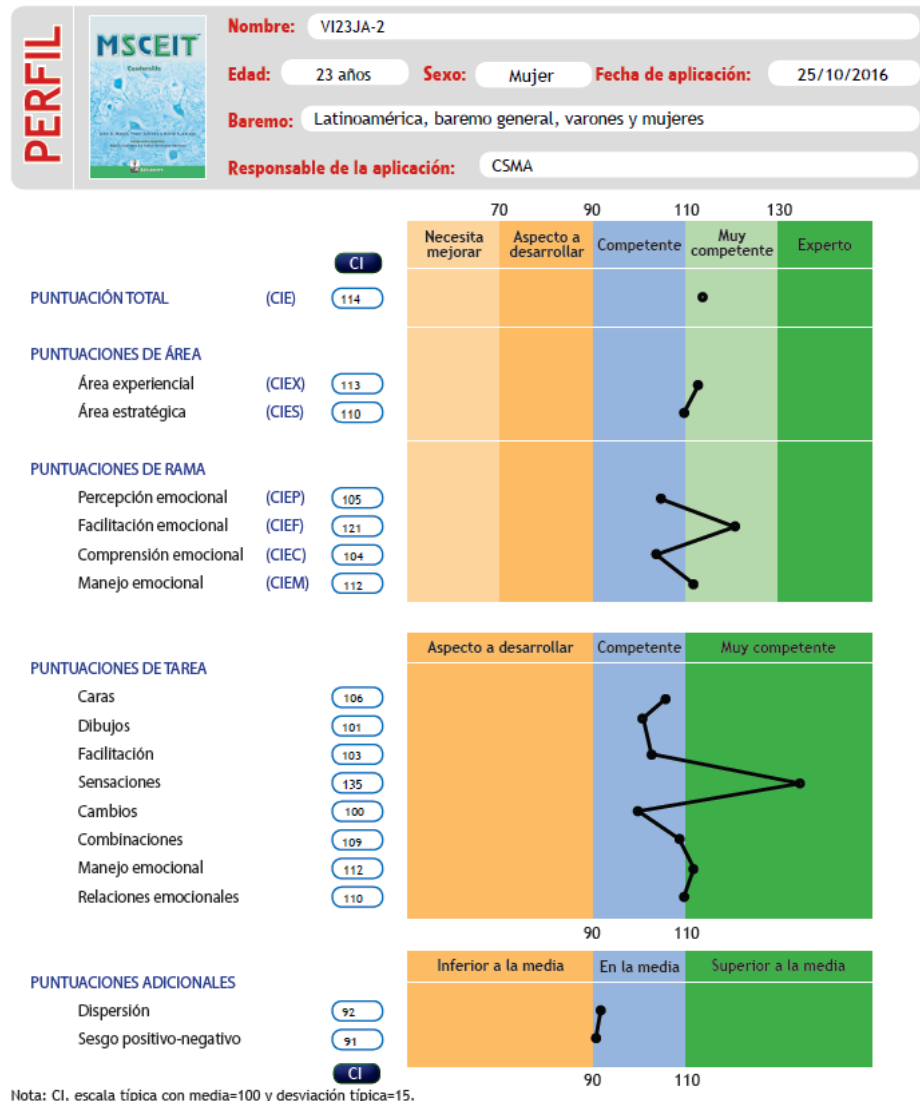 PERFIL
MSCEIT
Cuadernillo
Nombre: VI23JA-2
Edad: 23 años Sexo: Mujer Fecha de aplicación: 25/10/2016
Baremo: Latinoamérica, baremo general, varones y mujeres
Responsable de la aplicación: CSMA
70 90 110 130
Necesita mejorar Aspecto a desarrollar Competente Muy competente Experto
CI
PUNTUACIÓN TOTAL (CIE) 114
PUNTUACIONES DE ÁREA
Área experiencial (CIEX) 113
Área estratégica (CIES) 110
PUNTUACIONES DE RAMA
Percepción emocional (CIEP) 105
Facilitación emocional (CIEF) 121
Comprensión emocional (CIEC) 104
Manejo emocional (CIEM) 112
Aspecto a desarrollar Competente Muy competente
PUNTUACIONES DE TAREA
Caras 106
Dibujos 101
Facilitación 103
Sensaciones 135
Cambios 100
Combinaciones 109
Manejo emocional 112
Relaciones emocionales 110
90 110
Inferior a la media En la media Superior a la media
PUNTUACIONES ADICIONALES
Dispersión 92
Sesgo positivo-negativo 91
CI
90 110
Nota: CI, escala típica con media=100 y desviación típica=15.